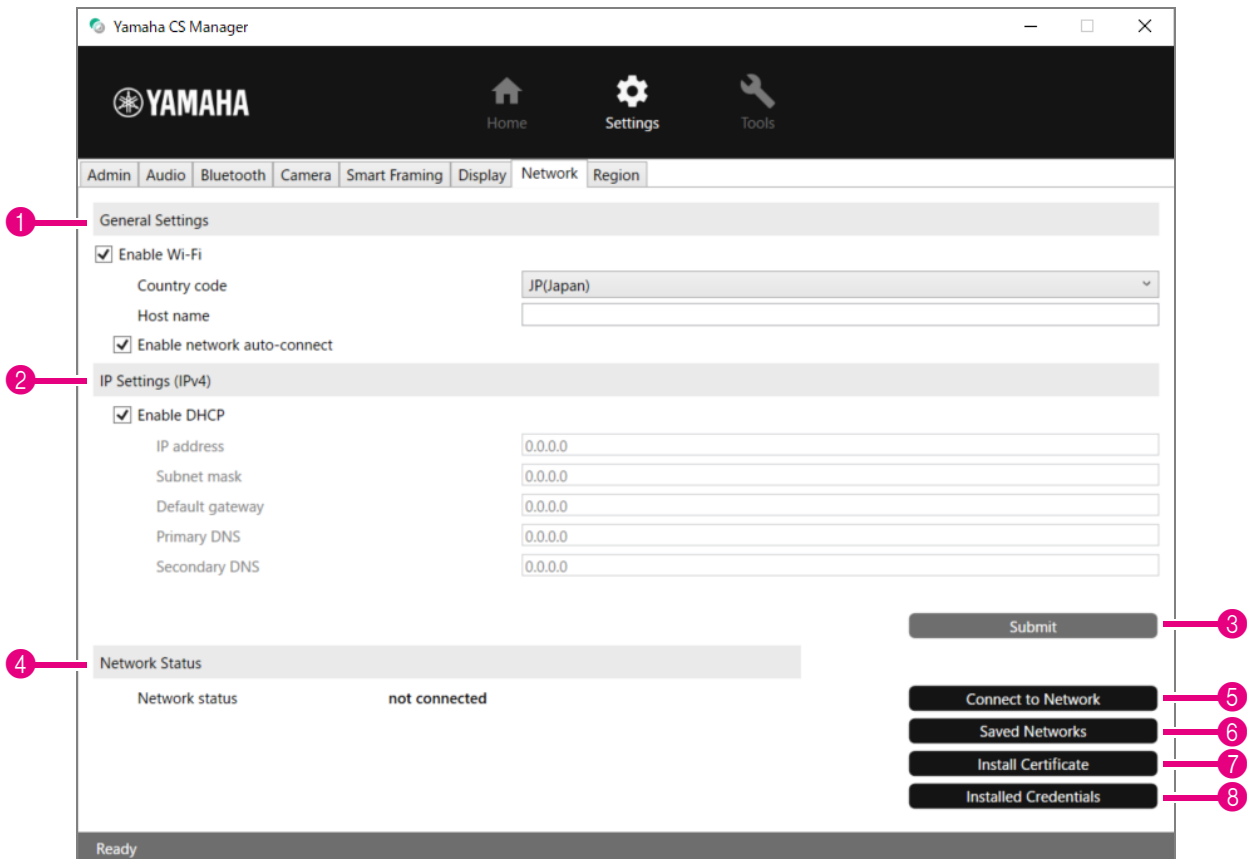 Yamaha CS Manager
YAMAHA
Home Settings Tools
Admin Audio Bluetooth Camera Smart Framing Display Network Region
1 General Settings
Enable Wi-Fi
Country code JP(Japan)
Host name
Enable network auto-connect
2 IP Settings (IPv4)
Enable DHCP
IP address 0.0.0.0
Subnet mask 0.0.0.0
Default gateway 0.0.0.0
Primary DNS 0.0.0.0
Secondary DNS 0.0.0.0
Submit 3
4 Network Status
Network status not connected Connect to Network 5
Saved Networks 6
Install Certificate 7
Installed Credentials 8
Ready